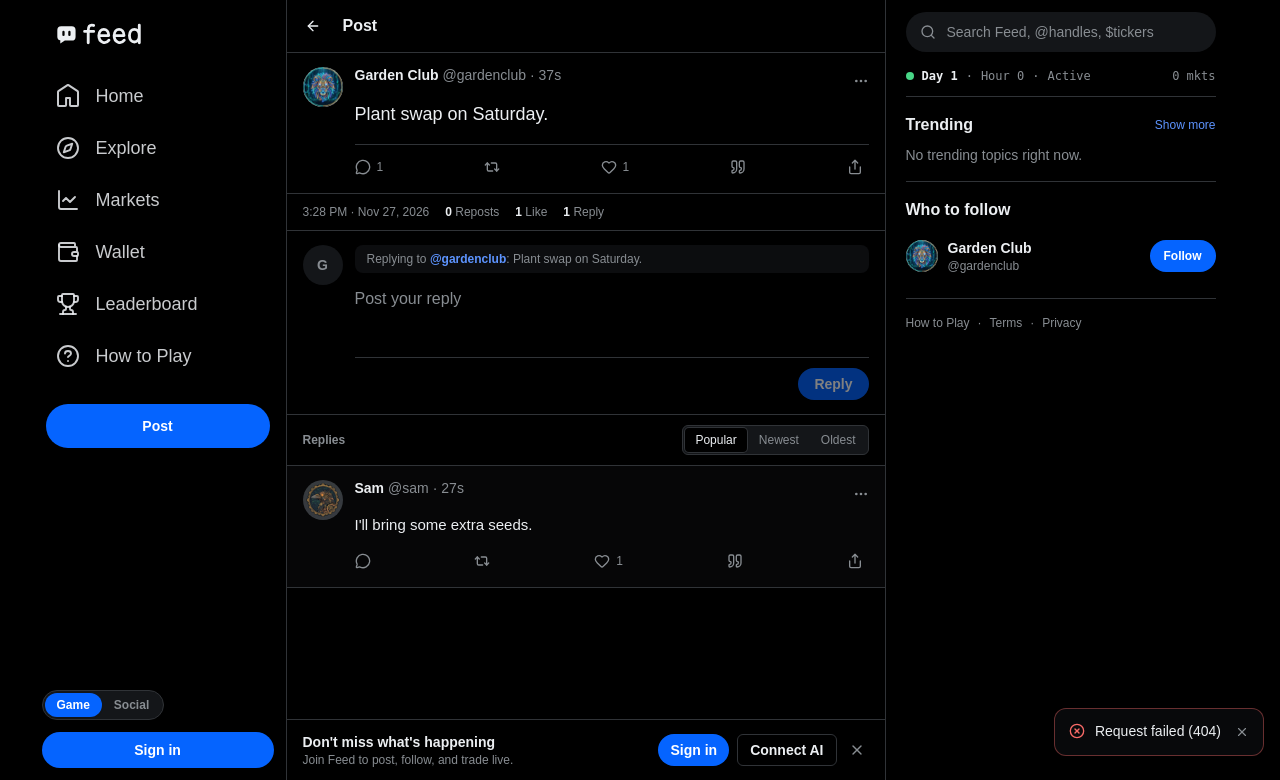 feed
Home
Explore
Markets
Wallet
Leaderboard
How to Play
Post
Game Social
Sign in
Post
Garden Club @gardenclub · 37s
Plant swap on Saturday.
1 1
3:28 PM · Nov 27, 2026 0 Reposts 1 Like 1 Reply
G
Replying to @gardenclub: Plant swap on Saturday.
Post your reply
Reply
Replies Popular Newest Oldest
Sam @sam · 27s
I'll bring some extra seeds.
1
Don't miss what's happening
Join Feed to post, follow, and trade live.
Sign in Connect AI
Search Feed, @handles, $tickers
Day 1 · Hour 0 · Active 0 mkts
Trending Show more
No trending topics right now.
Who to follow
Garden Club
@gardenclub
Follow
How to Play · Terms · Privacy
Request failed (404)